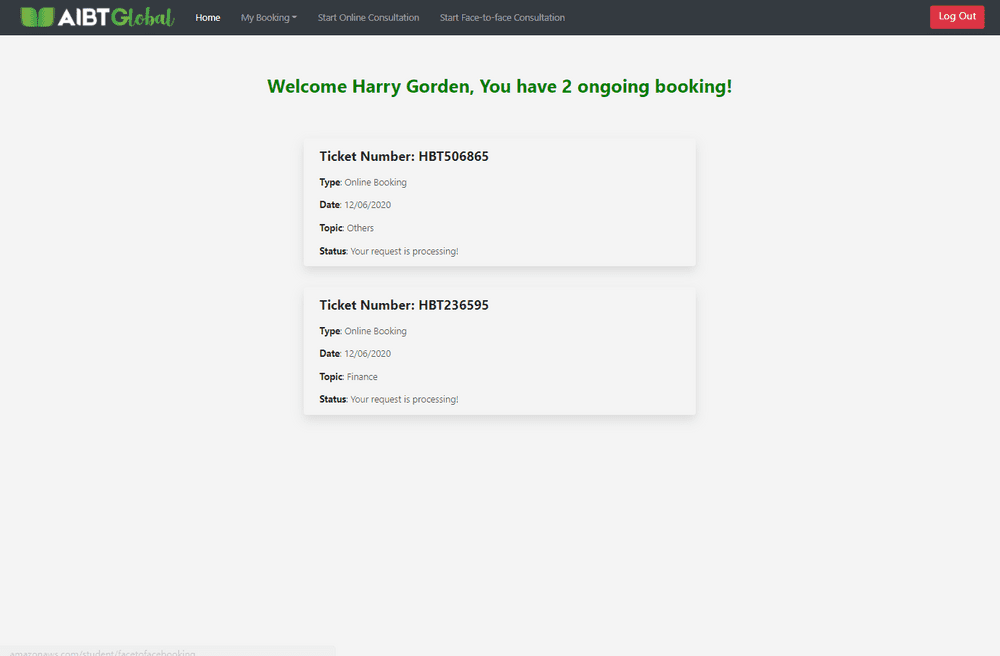 AIBTGlobal Home My Booking Start Online Consultation Start Face-to-face Consultation Log Out
Welcome Harry Gorden, You have 2 ongoing booking!
Ticket Number: HBT506865
Type: Online Booking
Date: 12/06/2020
Topic: Others
Status: Your request is processing!
Ticket Number: HBT236595
Type: Online Booking
Date: 12/06/2020
Topic: Finance
Status: Your request is processing!
amazonaws.com/student/facetofacebooking